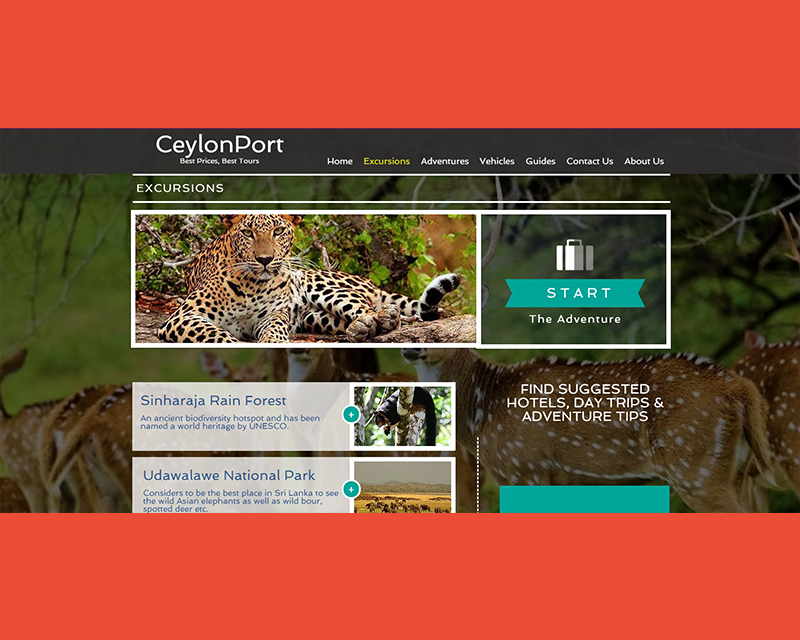 CeylonPort
Best Prices, Best Tours
Home Excursions Adventures Vehicles Guides Contact Us About Us
EXCURSIONS
START
The Adventure
Sinharaja Rain Forest
An ancient biodiversity hotspot and has been
named a world heritage by UNESCO.
+
Udawalawe National Park
Considers to be the best place in Sri Lanka to see
the wild Asian elephants as well as wild bour,
spotted deer etc.
+
FIND SUGGESTED
HOTELS, DAY TRIPS &
ADVENTURE TIPS